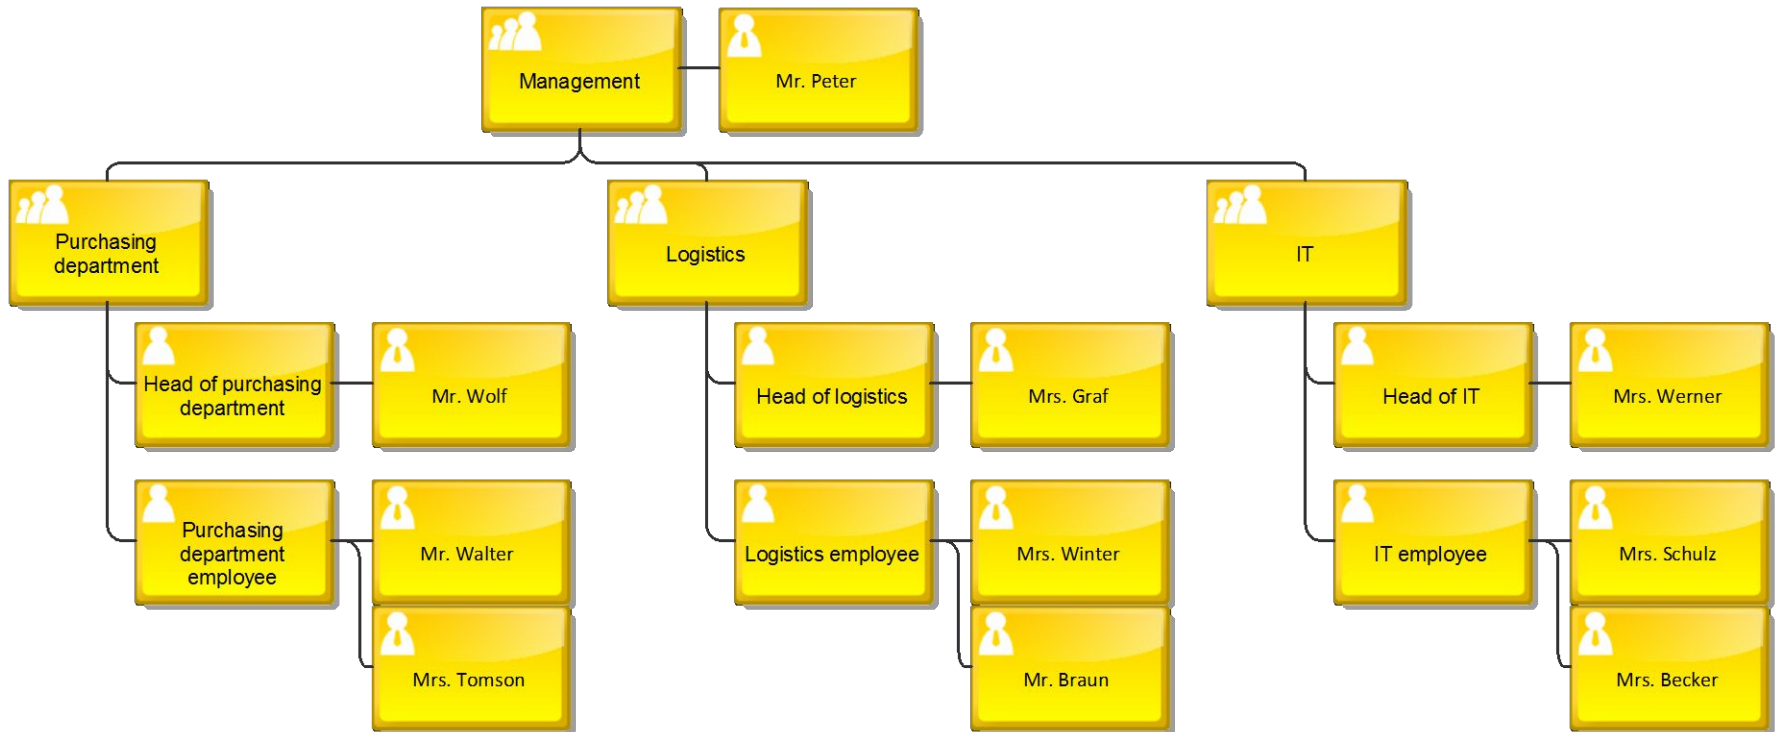 Management
Mr. Peter
Purchasing
department
Logistics
IT
Head of purchasing
department
Mr. Wolf
Head of logistics
Mrs. Graf
Head of IT
Mrs. Werner
Purchasing
department
employee
Mr. Walter
Logistics employee
Mrs. Winter
IT employee
Mrs. Schulz
Mrs. Tomson
Mr. Braun
Mrs. Becker